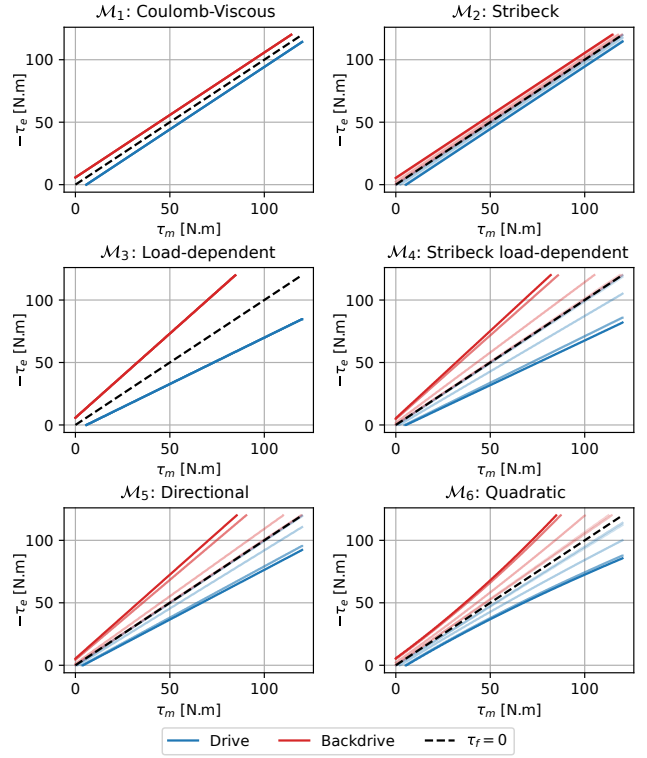 ℳ₁: Coulomb-Viscous
ℳ₂: Stribeck
−τₑ [N.m]
100
50
0
0
50
100
τₘ [N.m]
−τₑ [N.m]
100
50
0
0
50
100
τₘ [N.m]
ℳ₃: Load-dependent
ℳ₄: Stribeck load-dependent
−τₑ [N.m]
100
50
0
0
50
100
τₘ [N.m]
−τₑ [N.m]
100
50
0
0
50
100
τₘ [N.m]
ℳ₅: Directional
ℳ₆: Quadratic
−τₑ [N.m]
100
50
0
0
50
100
τₘ [N.m]
−τₑ [N.m]
100
50
0
0
50
100
τₘ [N.m]
Drive
Backdrive
τ_f = 0